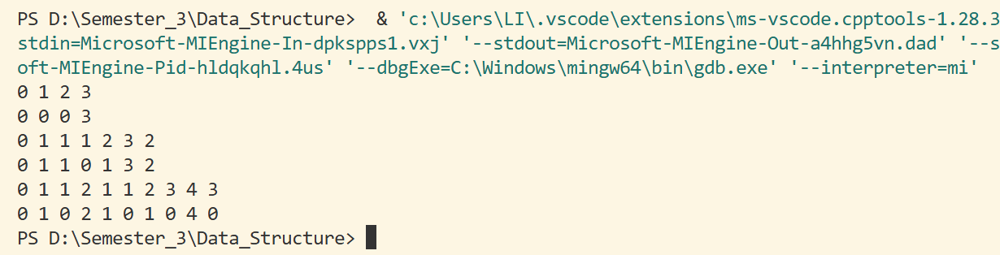 PS D:\Semester_3\Data_Structure>  & 'c:\Users\LI\.vscode\extensions\ms-vscode.cpptools-1.28.3
stdin=Microsoft-MIEngine-In-dpkspps1.vxj' '--stdout=Microsoft-MIEngine-Out-a4hhg5vn.dad' '--s
oft-MIEngine-Pid-hldqkqhl.4us' '--dbgExe=C:\Windows\mingw64\bin\gdb.exe' '--interpreter=mi'
0 1 2 3
0 0 0 3
0 1 1 1 2 3 2
0 1 1 0 1 3 2
0 1 1 2 1 1 2 3 4 3
0 1 0 2 1 0 1 0 4 0
PS D:\Semester_3\Data_Structure>